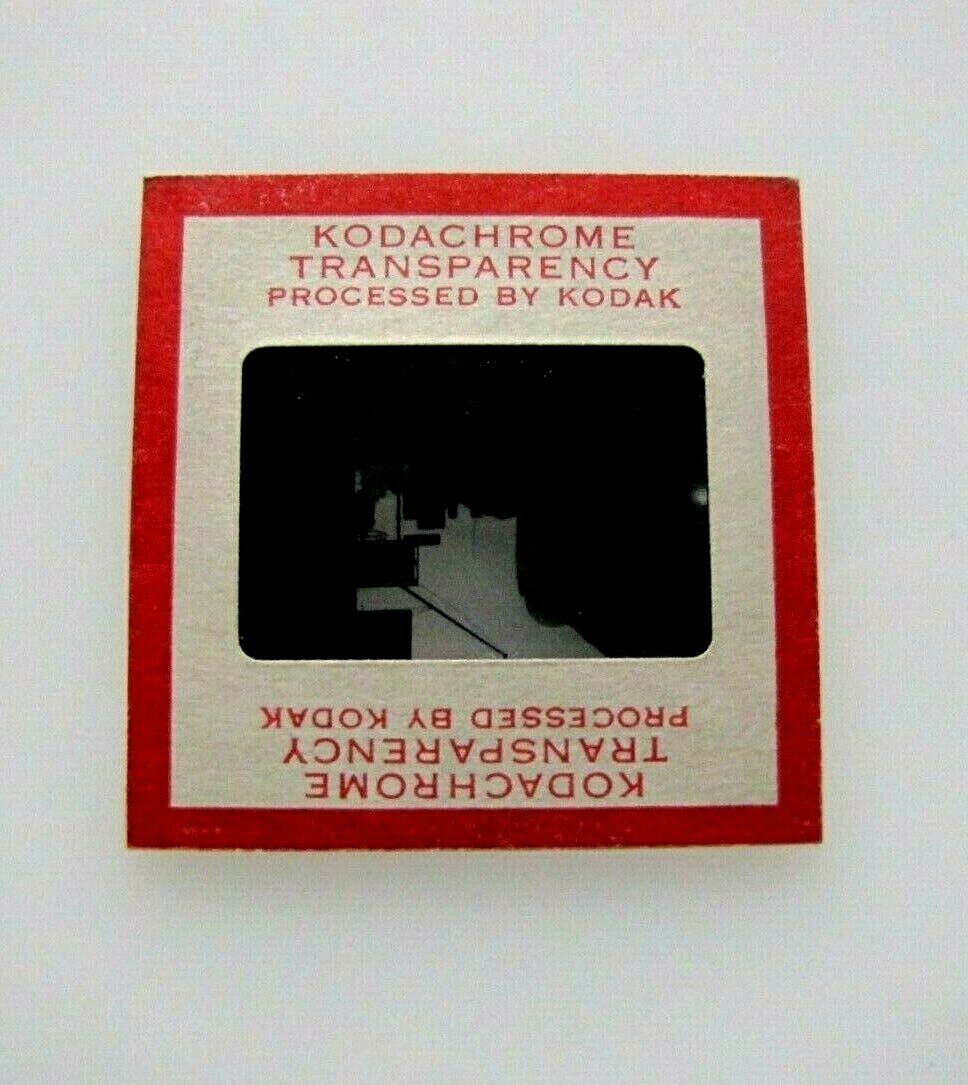 KODACHROME
TRANSPARENCY
PROCESSED BY KODAK
PROCESSED BY KODAK
TRANSPARENCY
KODACHROME